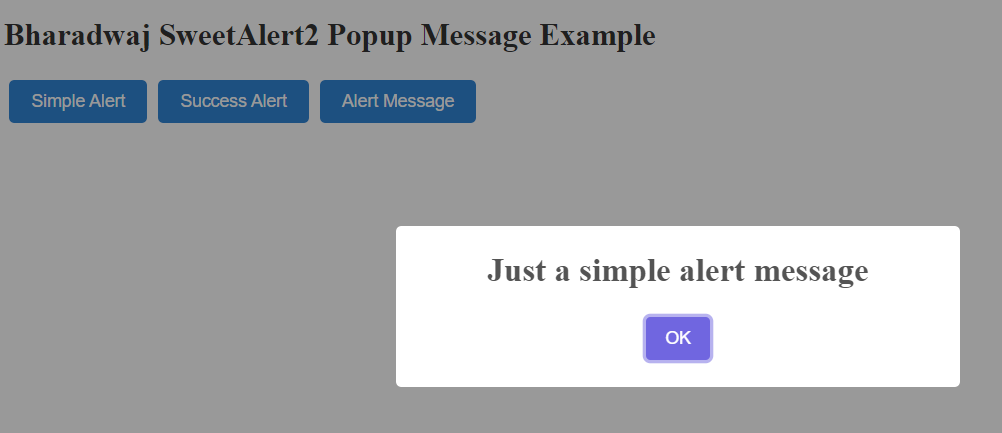 Bharadwaj SweetAlert2 Popup Message Example
Simple Alert Success Alert Alert Message
Just a simple alert message
OK